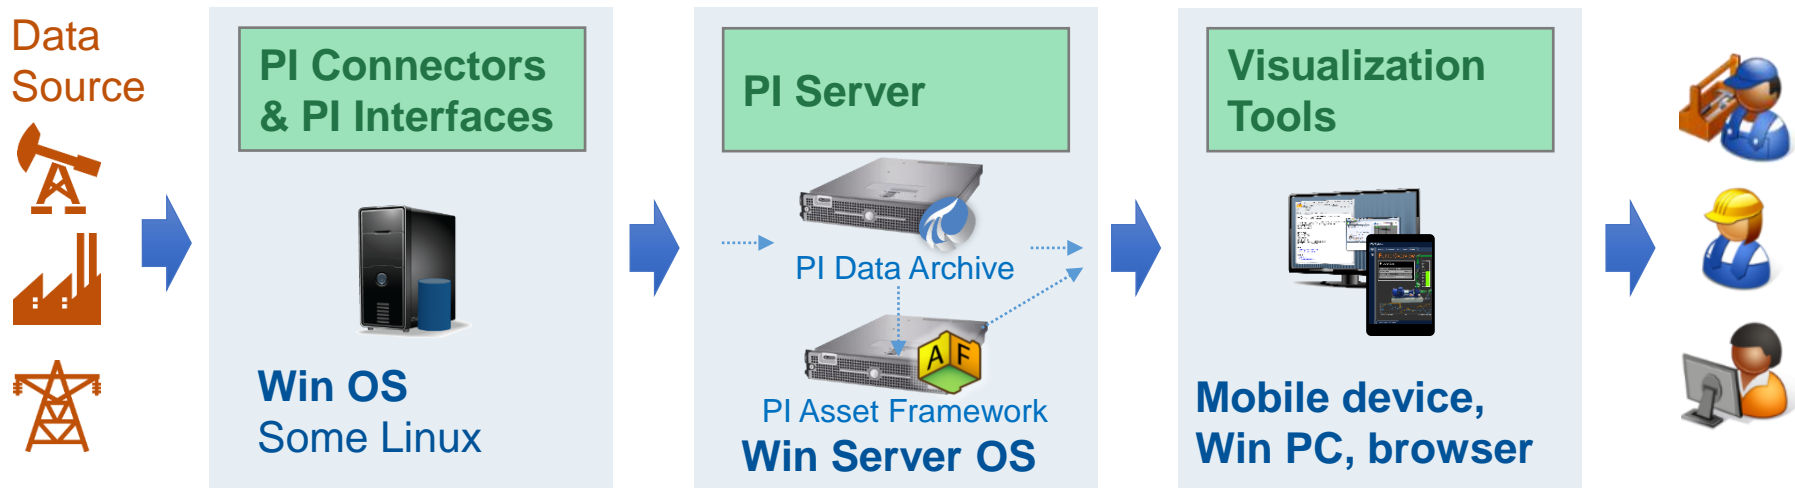 Data
Source
PI Connectors
& PI Interfaces
Win OS
Some Linux
PI Server
PI Data Archive
A F
PI Asset Framework
Win Server OS
Visualization
Tools
Mobile device,
Win PC, browser